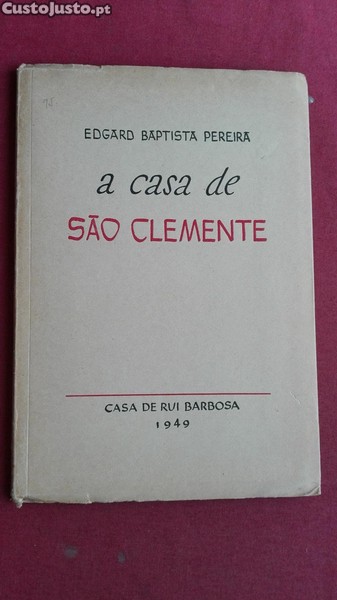 CustoJusto.pt
EDGARD BAPTISTA PEREIRA
a casa de
SÃO CLEMENTE
CASA DE RUI BARBOSA
1949